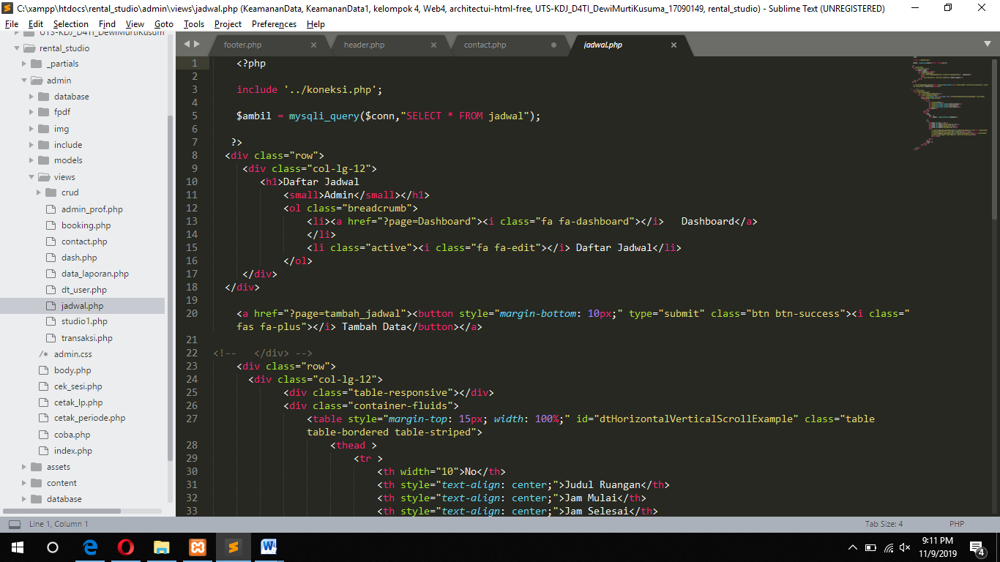 C:\xampp\htdocs\rental_studio\admin\views\jadwal.php (KeamananData, KeamananData1, kelompok 4, Web4, architectui-html-free, UTS-KDJ_D4TI_DewiMurtiKusuma_17090149, rental_studio) - Sublime Text (UNREGISTERED)
File Edit Selection Find View Goto Tools Project Preferences Help
UTS-KDJ_D4TI_DewiMurtiKusum
rental_studio
_partials
admin
database
fpdf
img
include
models
views
crud
admin_prof.php
booking.php
contact.php
dash.php
data_laporan.php
dt_user.php
jadwal.php
studio1.php
transaksi.php
admin.css
body.php
cek_sesi.php
cetak_lp.php
cetak_periode.php
coba.php
index.php
assets
content
database
footer.php header.php contact.php jadwal.php
1 <?php
2
3 include '../koneksi.php';
4
5 $ambil = mysqli_query($conn,"SELECT * FROM jadwal");
6
7 ?>
8 <div class="row">
9 <div class="col-lg-12">
10 <h1>Daftar Jadwal
11 <small>Admin</small></h1>
12 <ol class="breadcrumb">
13 <li><a href="?page=Dashboard"><i class="fa fa-dashboard"></i> Dashboard</a>
14 </li>
15 <li class="active"><i class="fa fa-edit"></i> Daftar Jadwal</li>
16 </ol>
17 </div>
18 </div>
19
20 <a href="?page=tambah_jadwal"><button style="margin-bottom: 10px;" type="submit" class="btn btn-success"><i class="
fas fa-plus"></i> Tambah Data</button></a>
21
22 <!-- </div> -->
23 <div class="row">
24 <div class="col-lg-12">
25 <div class="table-responsive"></div>
26 <div class="container-fluids">
27 <table style="margin-top: 15px; width: 100%;" id="dtHorizontalVerticalScrollExample" class="table
table-bordered table-striped">
28 <thead >
29 <tr >
30 <th width="10">No</th>
31 <th style="text-align: center;">Judul Ruangan</th>
32 <th style="text-align: center;">Jam Mulai</th>
33 <th style="text-align: center;">Jam Selesai</th>
Line 1, Column 1 Tab Size: 4 PHP
9:11 PM
11/9/2019
4